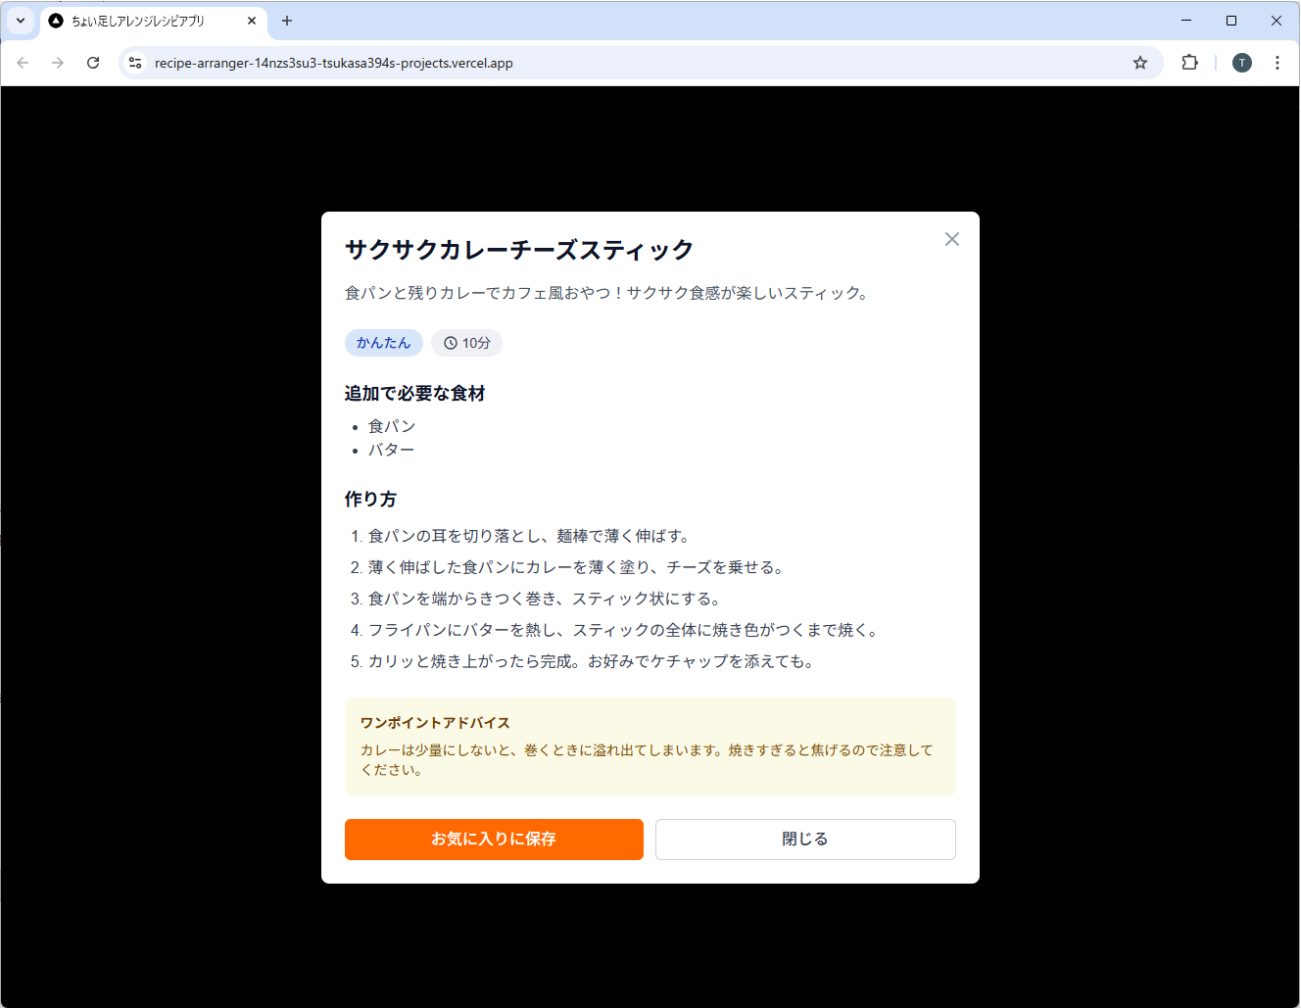 ちょい足しアレンジレシピアプリ
recipe-arranger-14nzs3su3-tsukasa394s-projects.vercel.app
T
サクサクカレーチーズスティック
食パンと残りカレーでカフェ風おやつ！サクサク食感が楽しいスティック。
かんたん 10分
追加で必要な食材
• 食パン
• バター
作り方
1. 食パンの耳を切り落とし、麺棒で薄く伸ばす。
2. 薄く伸ばした食パンにカレーを薄く塗り、チーズを乗せる。
3. 食パンを端からきつく巻き、スティック状にする。
4. フライパンにバターを熱し、スティックの全体に焼き色がつくまで焼く。
5. カリッと焼き上がったら完成。お好みでケチャップを添えても。
ワンポイントアドバイス
カレーは少量にしないと、巻くときに溢れ出てしまいます。焼きすぎると焦げるので注意して
ください。
お気に入りに保存 閉じる